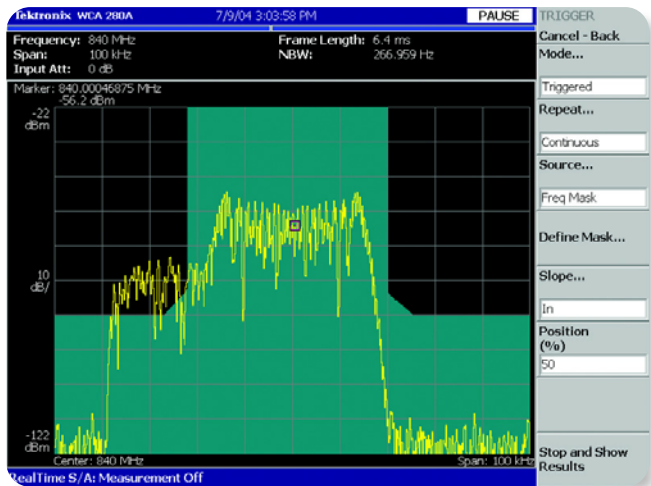 Tektronix WCA 280A 7/9/04 3:03:58 PM PAUSE
Frequency: 840 MHz Frame Length: 6.4 ms
Span: 100 kHz NBW: 266.959 Hz
Input Att: 0 dB
Marker: 840.00046875 MHz
-56.2 dBm
-22
dBm
10
dB/
-122
dBm
Center: 840 MHz Span: 100 kHz
RealTime S/A: Measurement Off
TRIGGER
Cancel - Back
Mode...
Triggered
Repeat...
Continuous
Source...
Freq Mask
Define Mask...
Slope...
In
Position
(%)
50
Stop and Show
Results